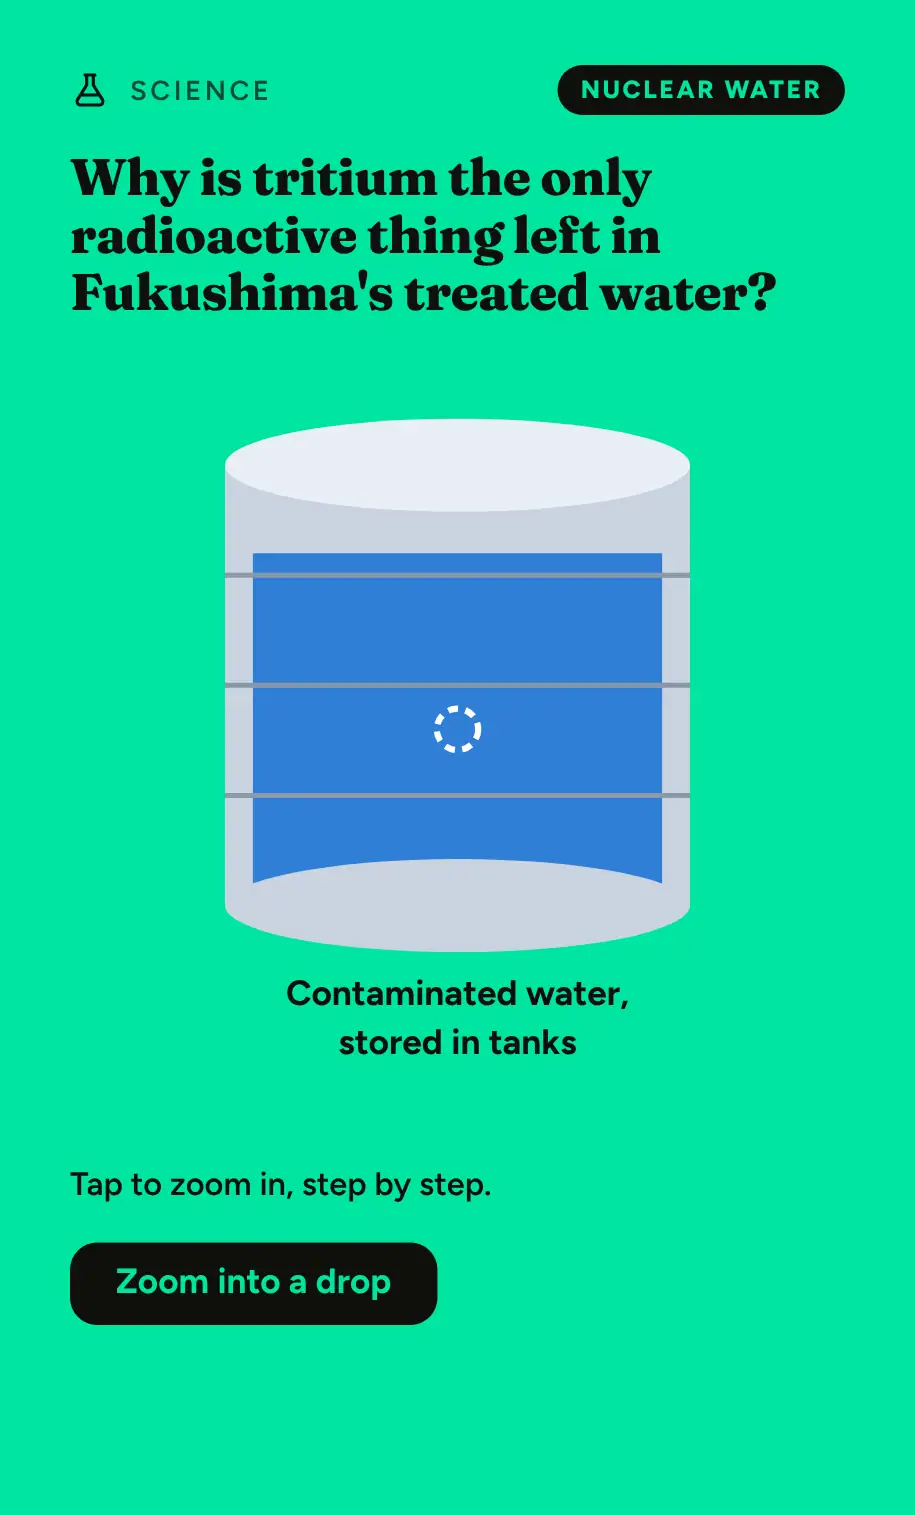 SCIENCE
NUCLEAR WATER
Why is tritium the only
radioactive thing left in
Fukushima's treated water?
Contaminated water,
stored in tanks
Tap to zoom in, step by step.
Zoom into a drop